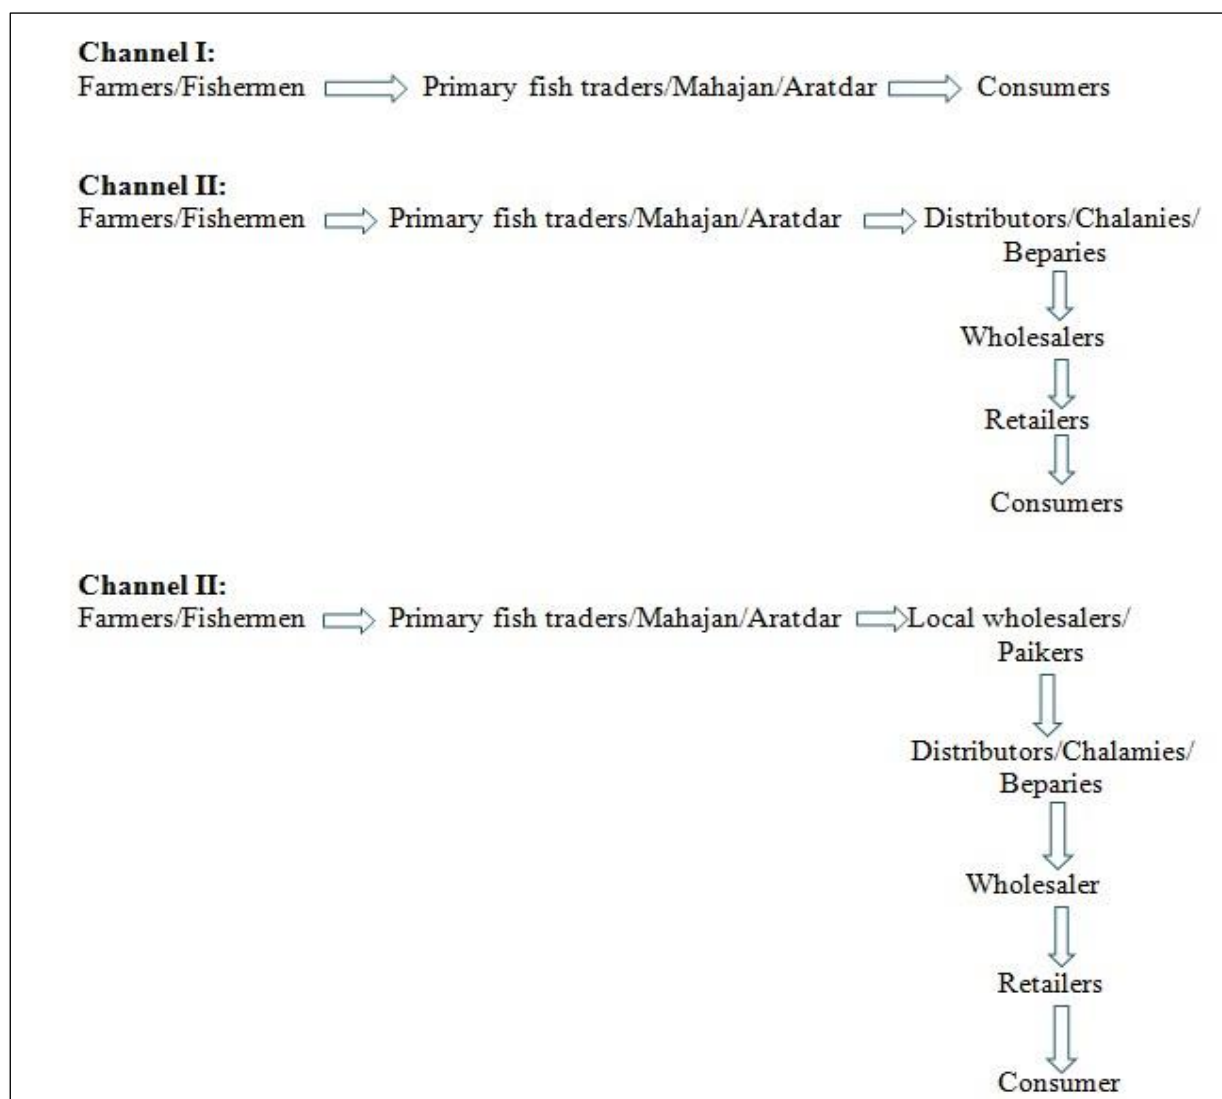 Channel I:
Farmers/Fishermen Primary fish traders/Mahajan/Aratdar Consumers
Channel II:
Farmers/Fishermen Primary fish traders/Mahajan/Aratdar Distributors/Chalanies/
Beparies
Wholesalers
Retailers
Consumers
Channel II:
Farmers/Fishermen Primary fish traders/Mahajan/Aratdar Local wholesalers/
Paikers
Distributors/Chalamies/
Beparies
Wholesaler
Retailers
Consumer